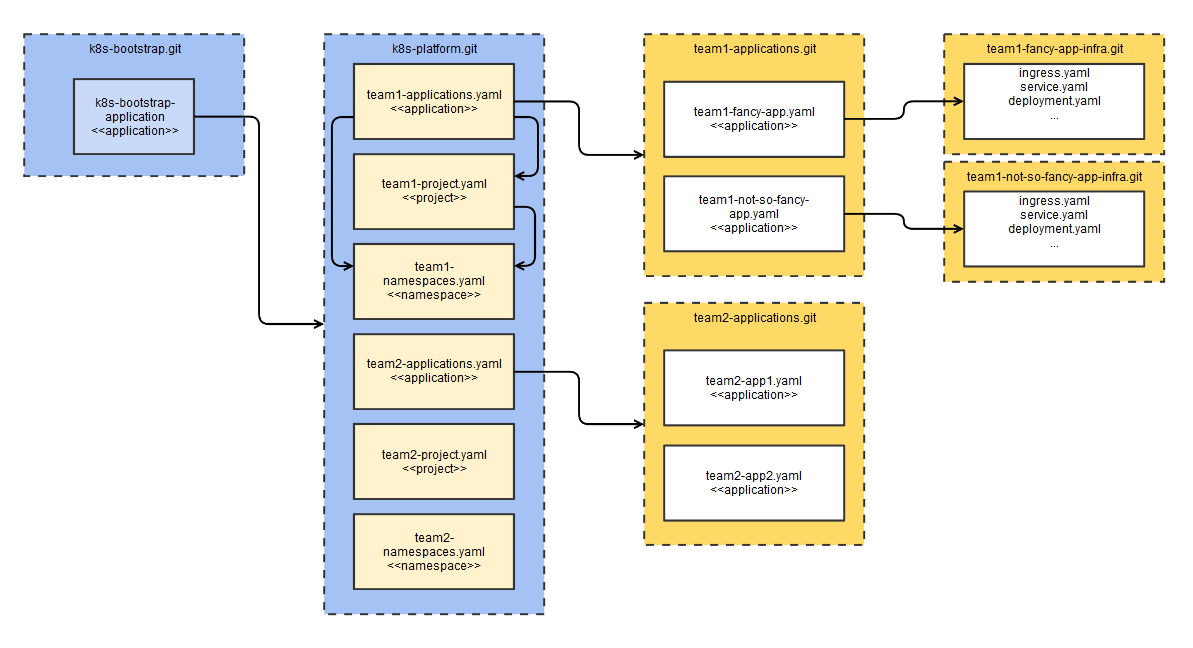 k8s-bootstrap.git
k8s-bootstrap-
application
<<application>>
k8s-platform.git
team1-applications.yaml
<<application>>
team1-project.yaml
<<project>>
team1-
namespaces.yaml
<<namespace>>
team2-applications.yaml
<<application>>
team2-project.yaml
<<project>>
team2-
namespaces.yaml
<<namespace>>
team1-applications.git
team1-fancy-app.yaml
<<application>>
team1-not-so-fancy-
app.yaml
<<application>>
team2-applications.git
team2-app1.yaml
<<application>>
team2-app2.yaml
<<application>>
team1-fancy-app-infra.git
ingress.yaml
service.yaml
deployment.yaml
...
team1-not-so-fancy-app-infra.git
ingress.yaml
service.yaml
deployment.yaml
...